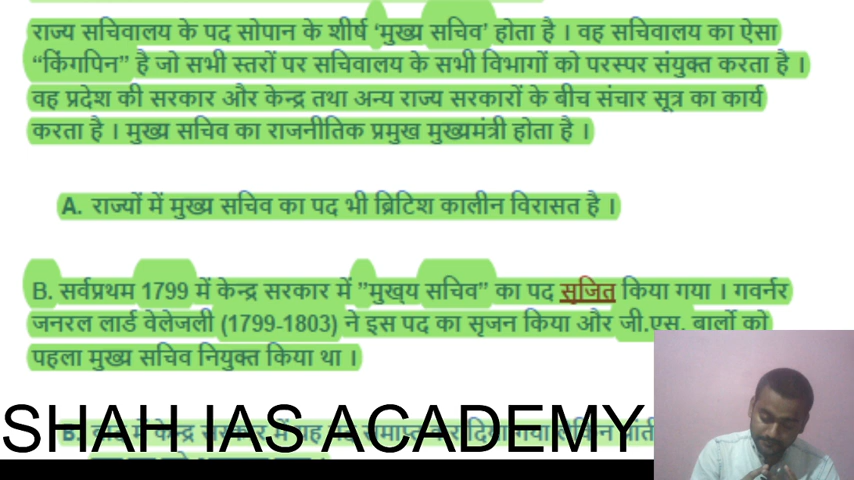 राज्य सचिवालय के पद सोपान के शीर्ष ‘मुख्य सचिव’ होता है । वह सचिवालय का ऐसा
“किंगपिन” है जो सभी स्तरों पर सचिवालय के सभी विभागों को परस्पर संयुक्त करता है ।
वह प्रदेश की सरकार और केन्द्र तथा अन्य राज्य सरकारों के बीच संचार सूत्र का कार्य
करता है । मुख्य सचिव का राजनीतिक प्रमुख मुख्यमंत्री होता है ।
A. राज्यों में मुख्य सचिव का पद भी ब्रिटिश कालीन विरासत है ।
B. सर्वप्रथम 1799 में केन्द्र सरकार में ”मुख्य सचिव” का पद सृजित किया गया । गवर्नर
जनरल लार्ड वेलेजली (1799-1803) ने इस पद का सृजन किया और जी.एस. बार्लो को
पहला मुख्य सचिव नियुक्त किया था ।
SHAH IAS ACADEMY